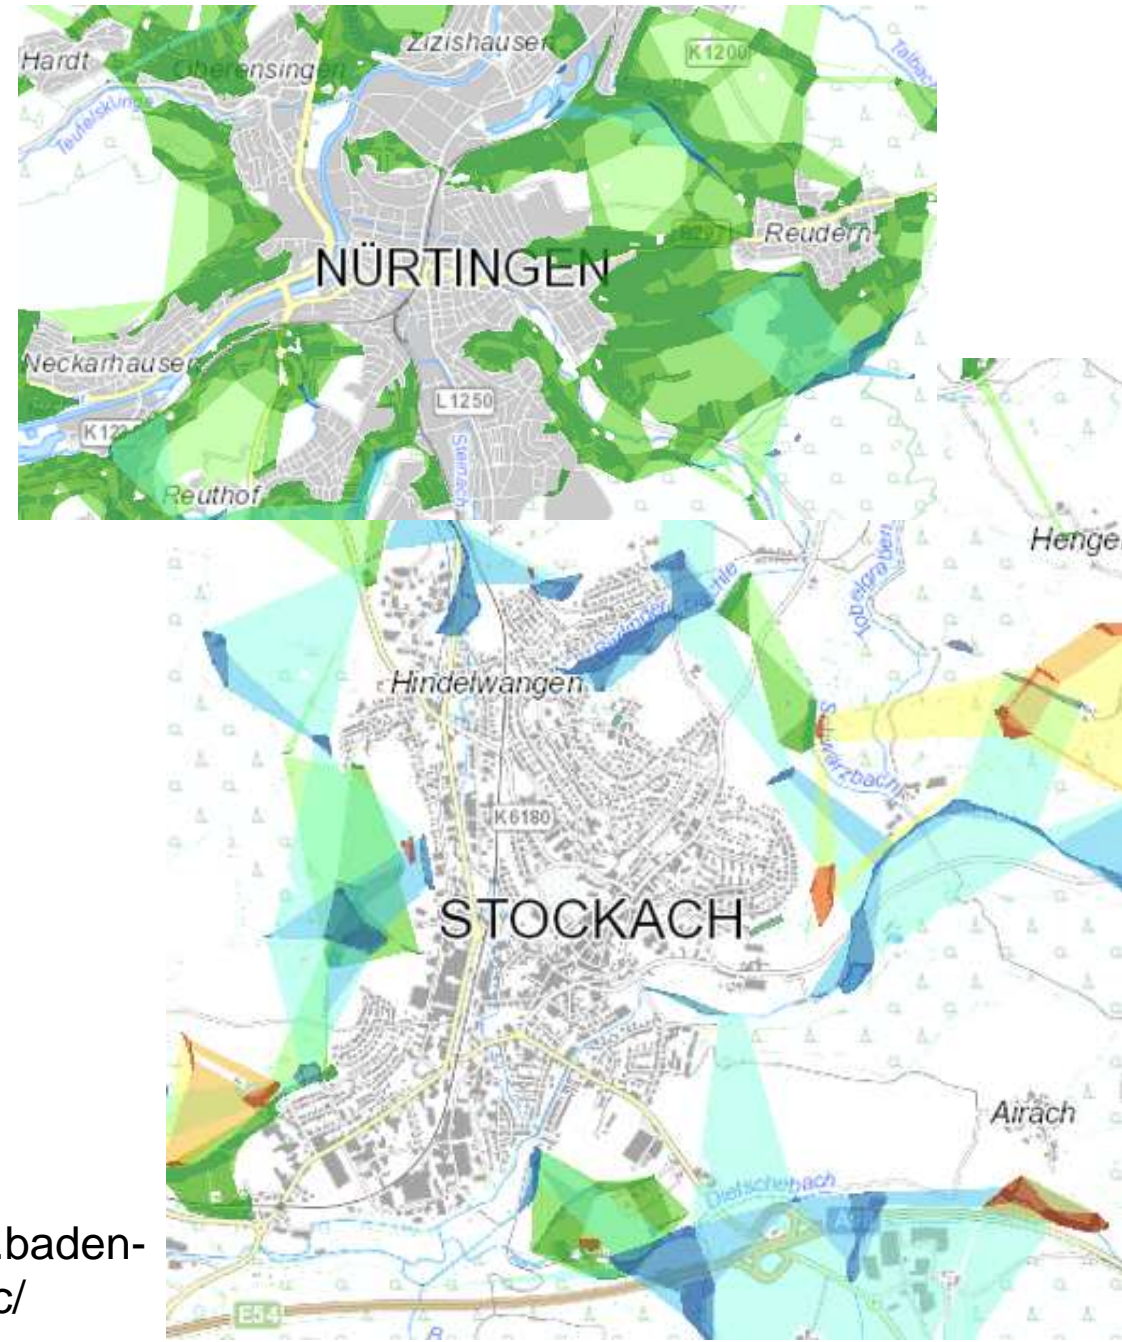 Hardt
Oberensingen
Zizishausen
K1200
Talbach
Teufelsklinge
Reudern
NÜRTINGEN
Neckarhausen
L1250
Steinach
Reuthof
Henge
Tobelgraben
Hindelwangen
Schwarzbach
K6180
STOCKACH
Airach
Dietschebach
baden-
c/
E54